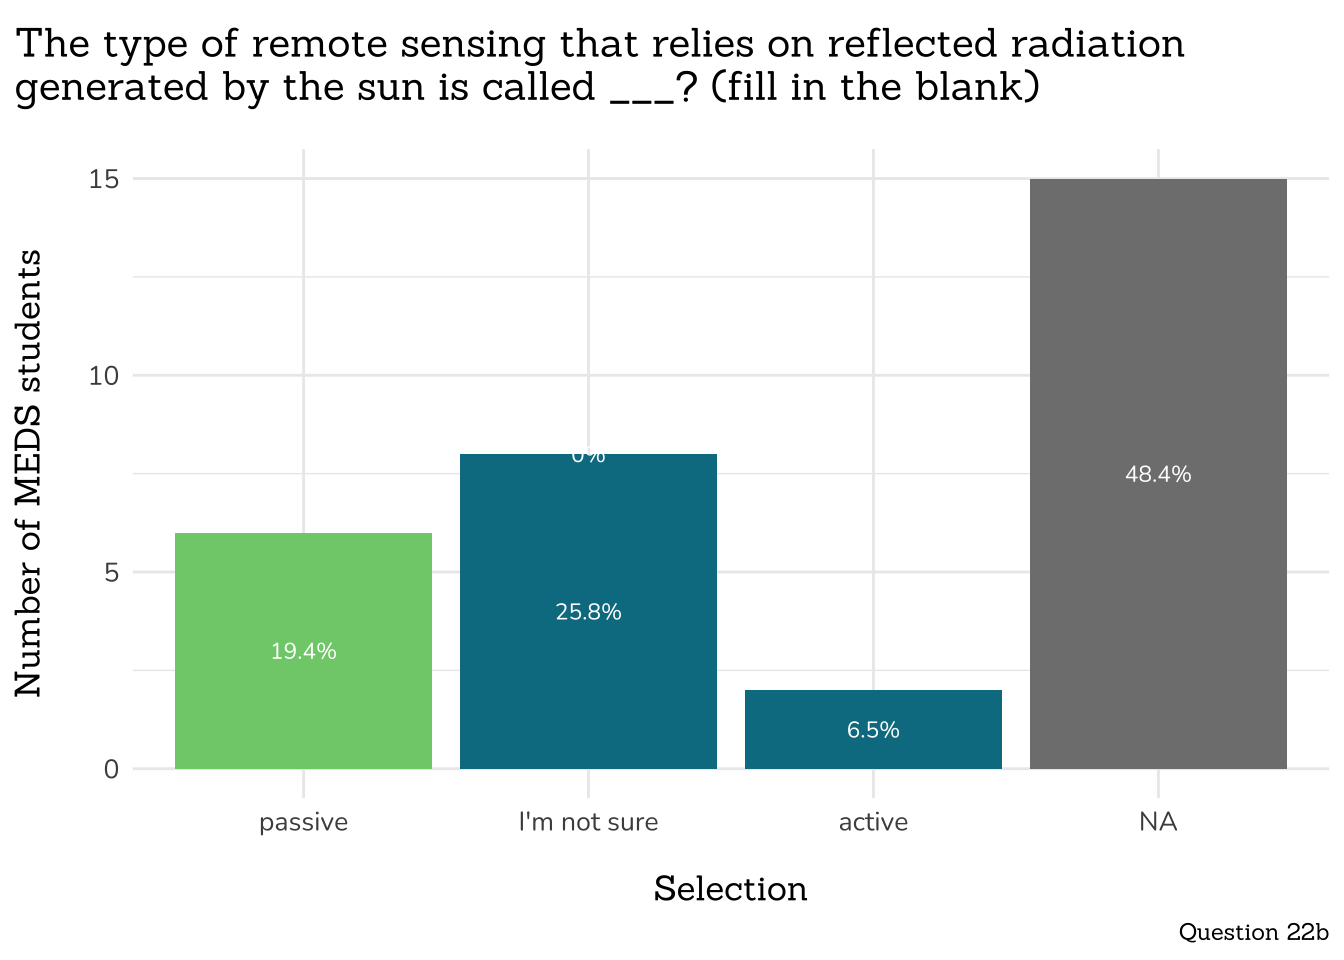 The type of remote sensing that relies on reflected radiation
generated by the sun is called ___? (fill in the blank)
Number of MEDS students
15
10
5
0
0%
19.4%
25.8%
6.5%
48.4%
passive
I'm not sure
active
NA
Selection
Question 22b